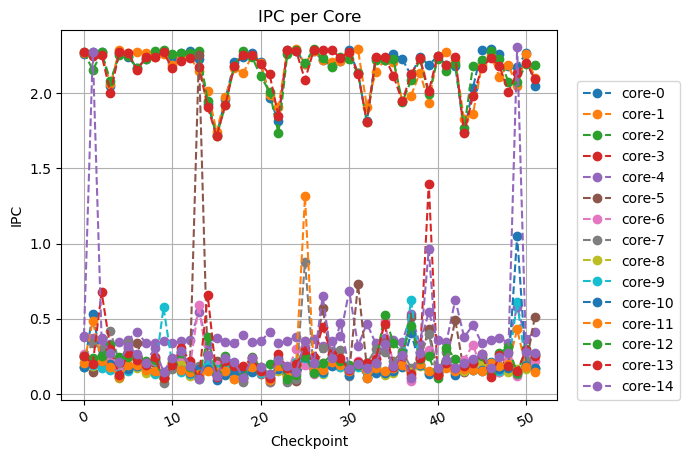 IPC per Core
IPC
2.0
1.5
1.0
0.5
0.0
0
10
20
30
40
50
Checkpoint
core-0
core-1
core-2
core-3
core-4
core-5
core-6
core-7
core-8
core-9
core-10
core-11
core-12
core-13
core-14